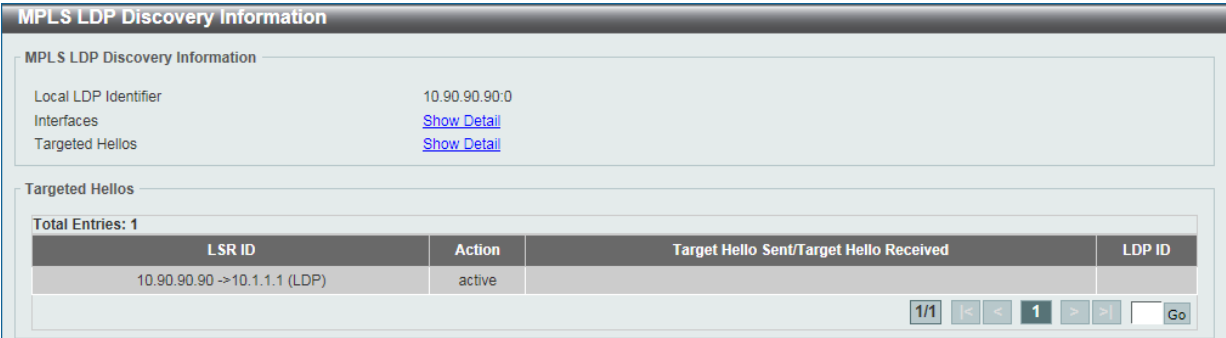 MPLS LDP Discovery Information
MPLS LDP Discovery Information
Local LDP Identifier 10.90.90.90:0
Interfaces Show Detail
Targeted Hellos Show Detail
Targeted Hellos
Total Entries: 1
LSR ID Action Target Hello Sent/Target Hello Received LDP ID
10.90.90.90 ->10.1.1.1 (LDP) active
1/1 |< < 1 > >| Go